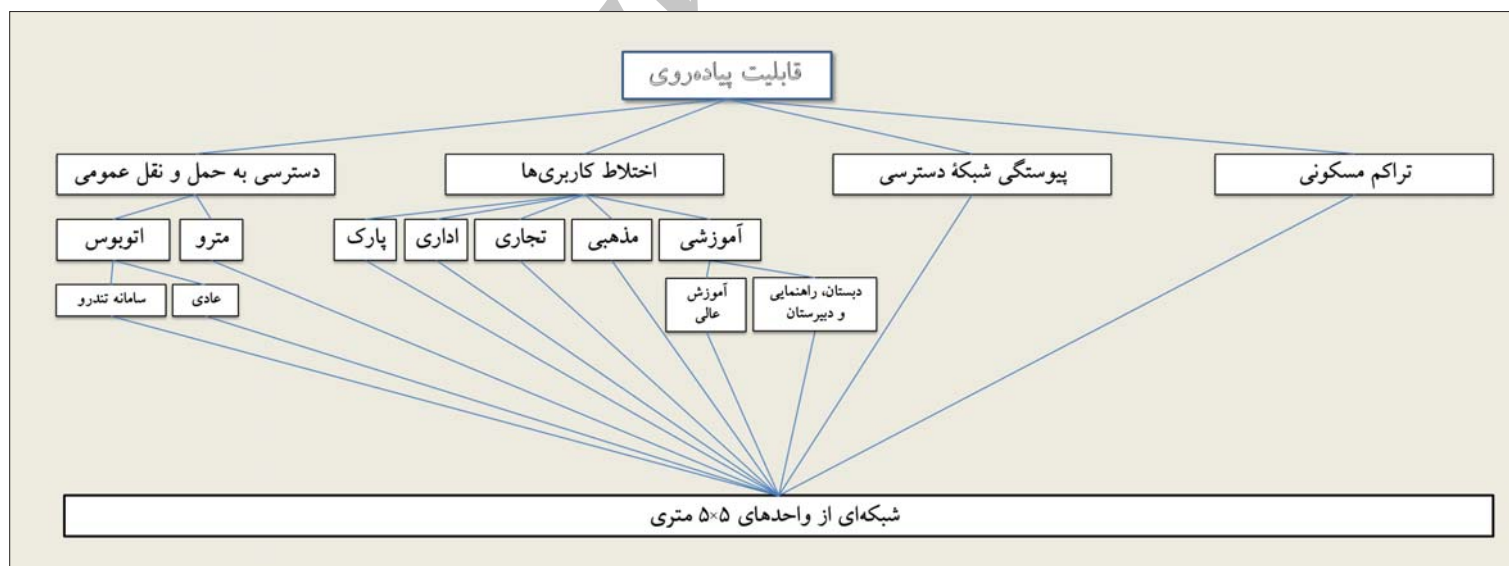 قابلیت پیاده‌روی
تراکم مسکونی
پیوستگی شبکهٔ دسترسی
اختلاط کاربری‌ها
دسترسی به حمل و نقل عمومی
آموزشی
مذهبی
تجاری
اداری
پارک
مترو
اتوبوس
دبستان، راهنمایی
و دبیرستان
آموزش
عالی
عادی
سامانه تندرو
شبکه‌ای از واحدهای ۵×۵ متری